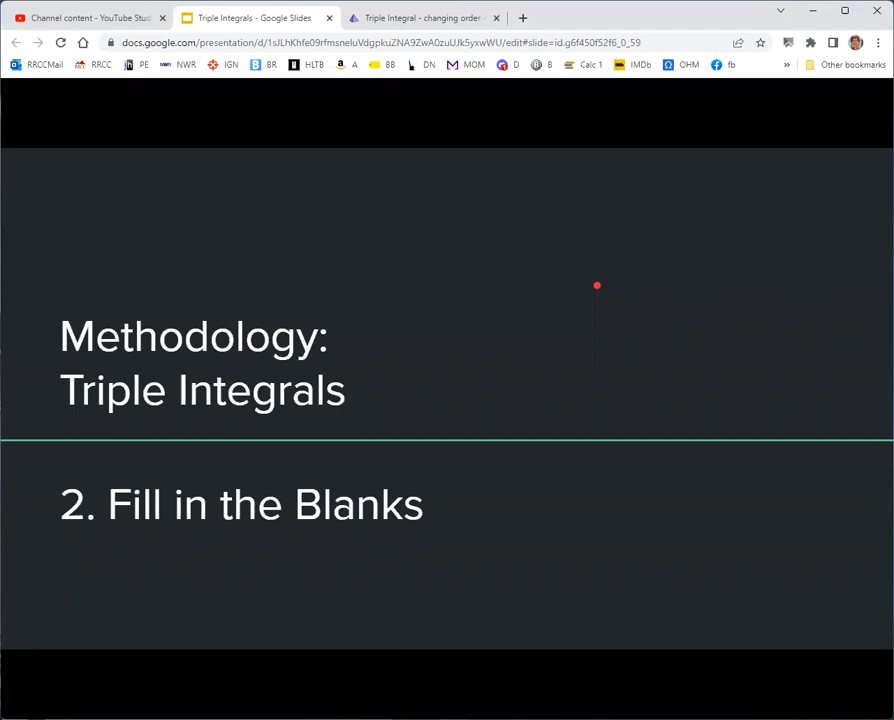 Channel content - YouTube Stud
Triple Integrals - Google Slides
Triple Integral - changing order -
docs.google.com/presentation/d/1sJLhKhfe09rfmsneluVdgpkuZNA9ZwA0zuUJk5yxwWU/edit#slide=id.g6f450f52f6_0_59
RRCCMail RRCC PE NWR IGN BR HLTB A BB DN MOM D B Calc 1 IMDb OHM fb » Other bookmarks
Methodology:
Triple Integrals
2. Fill in the Blanks